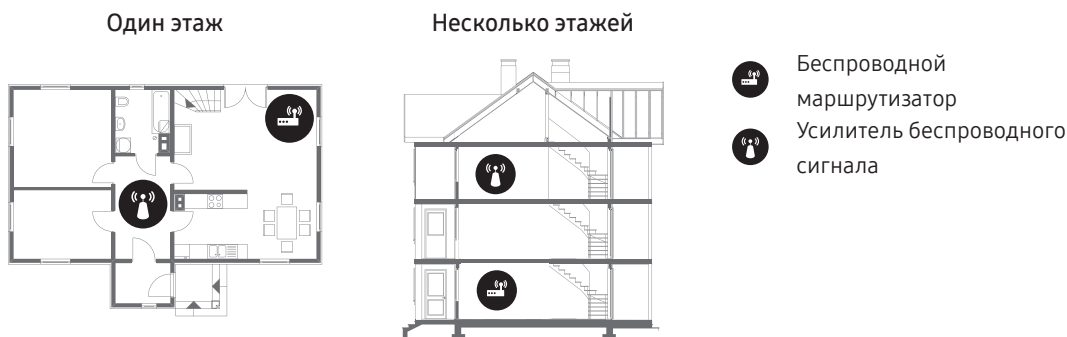 Один этаж
Несколько этажей
Беспроводной
маршрутизатор
Усилитель беспроводного
сигнала